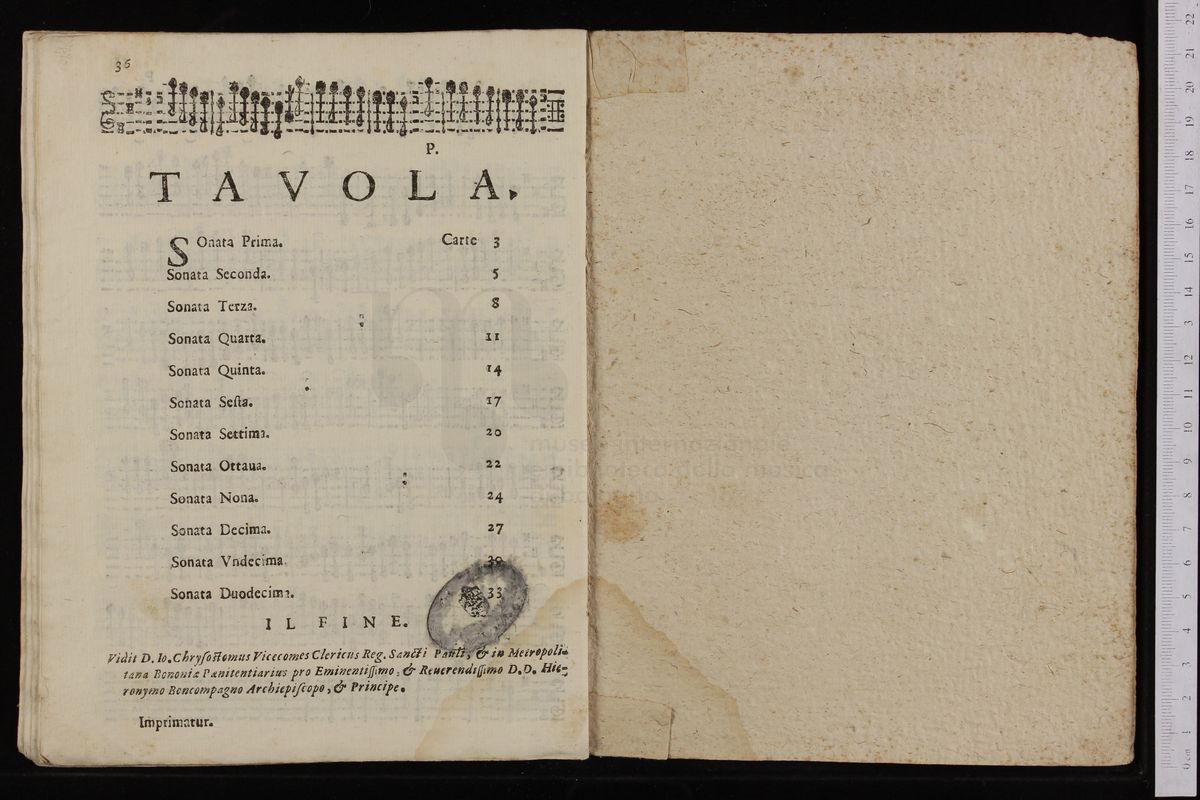 36
P.
TAVOLA.
SOnata Prima. Carte 3
Sonata Seconda. 5
Sonata Terza. 8
Sonata Quarta. 11
Sonata Quinta. 14
Sonata Seſta. 17
Sonata Settima. 20
Sonata Ottaua. 22
Sonata Nona. 24
Sonata Decima. 27
Sonata Vndecima. 30
Sonata Duodecima. 33
IL FINE.
Vidit D. Io. Chryſoſtomus Vicecomes Clericus Reg. Sancti Pauli, & in Metropoli-
tana Bononiæ Pænitentiarius pro Eminentiſſimo, & Reuerendiſſimo D.D. Hie-
ronymo Boncompagno Archiepiſcopo, & Principe.
Imprimatur.